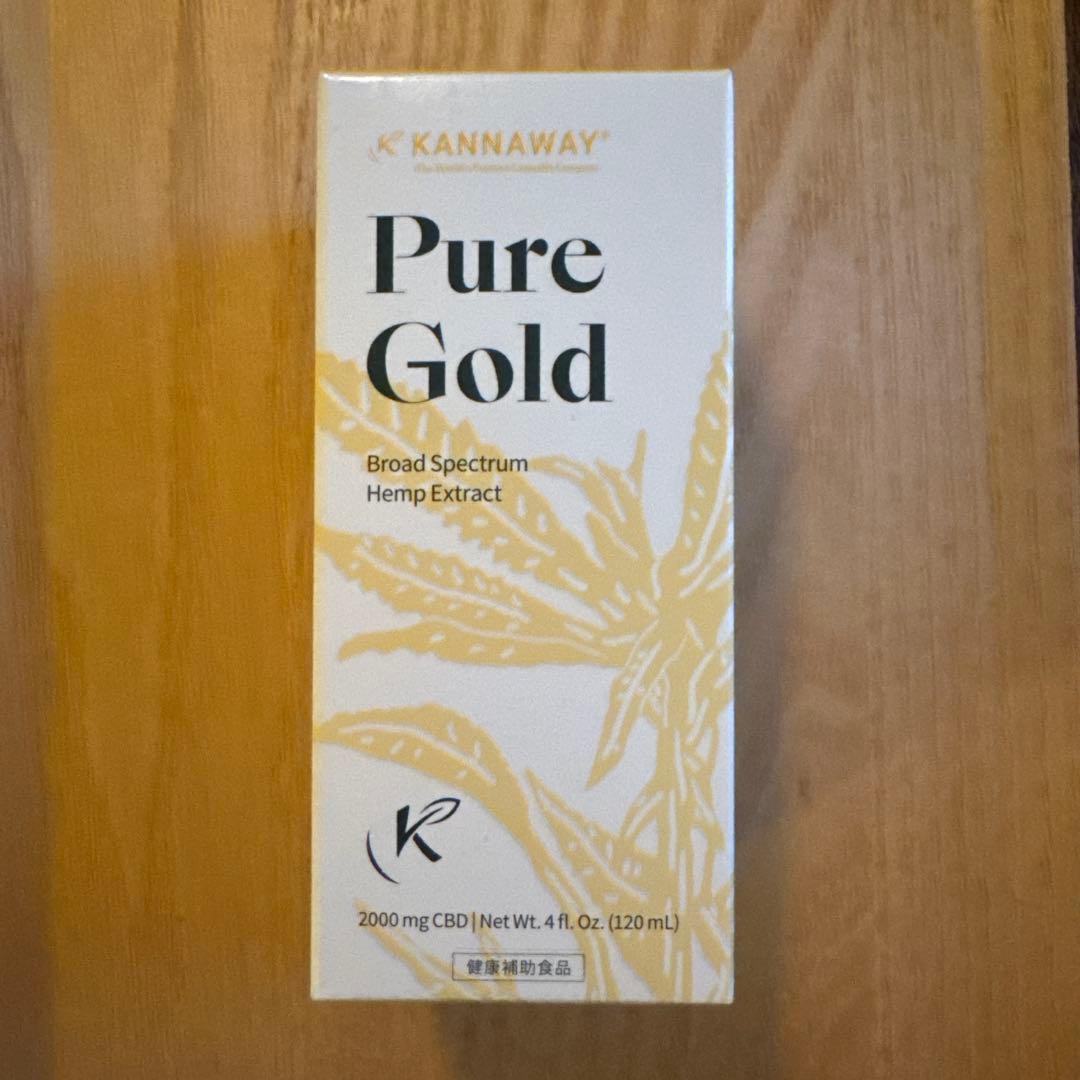 KANNAWAY®
Pure
Gold
Broad Spectrum
Hemp Extract
K
2000 mg CBD | Net Wt. 4 fl. Oz. (120 mL)
健康補助食品